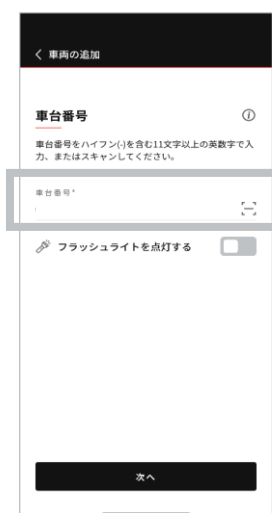 車両の追加
車台番号
車台番号をハイフン(-)を含む11文字以上の英数字で入
力、またはスキャンしてください。
車台番号*
フラッシュライトを点灯する
次へ